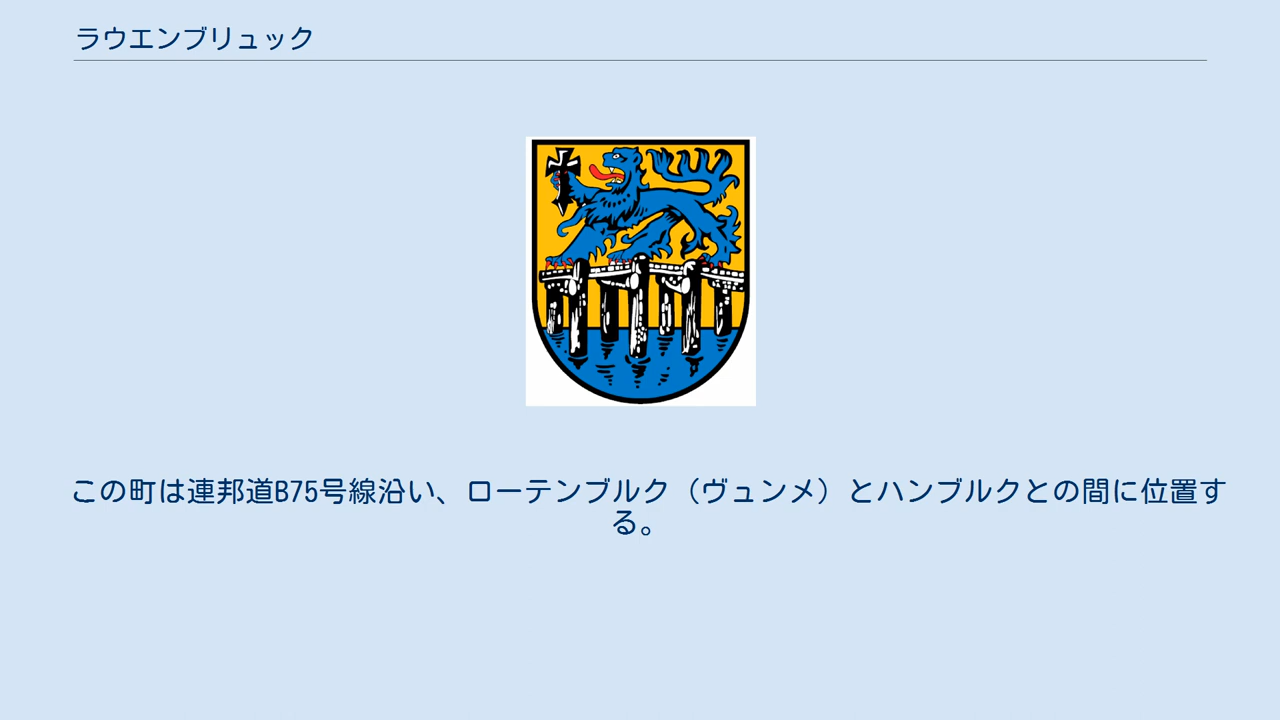 ラウエンブリュック
この町は連邦道B75号線沿い、ローテンブルク（ヴュンメ）とハンブルクとの間に位置す
る。